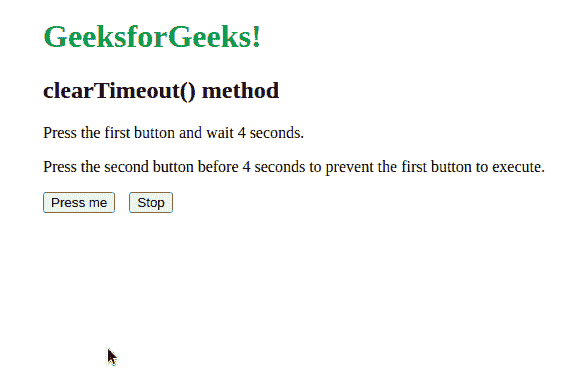 GeeksforGeeks!
clearTimeout() method
Press the first button and wait 4 seconds.
Press the second button before 4 seconds to prevent the first button to execute.
Press me Stop